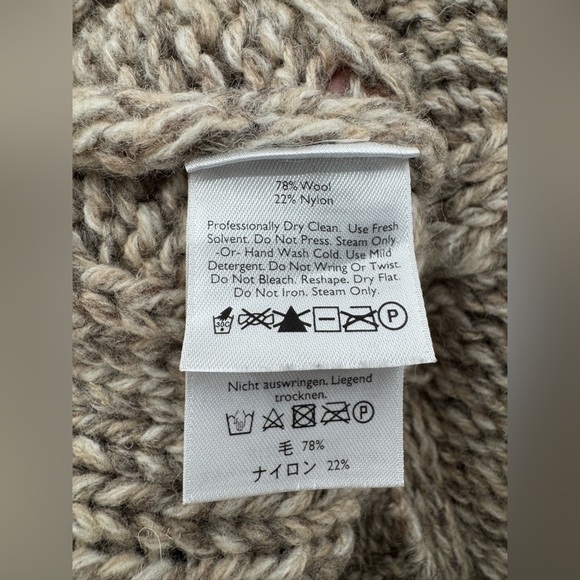 78% Wool
22% Nylon
Professionally Dry Clean. Use Fresh
Solvent. Do Not Press. Steam Only.
-Or- Hand Wash Cold. Use Mild
Detergent. Do Not Wring Or Twist.
Do Not Bleach. Reshape. Dry Flat.
Do Not Iron. Steam Only.
30C P
Nicht auswringen. Liegend
trocknen.
P
毛 78%
ナイロン 22%